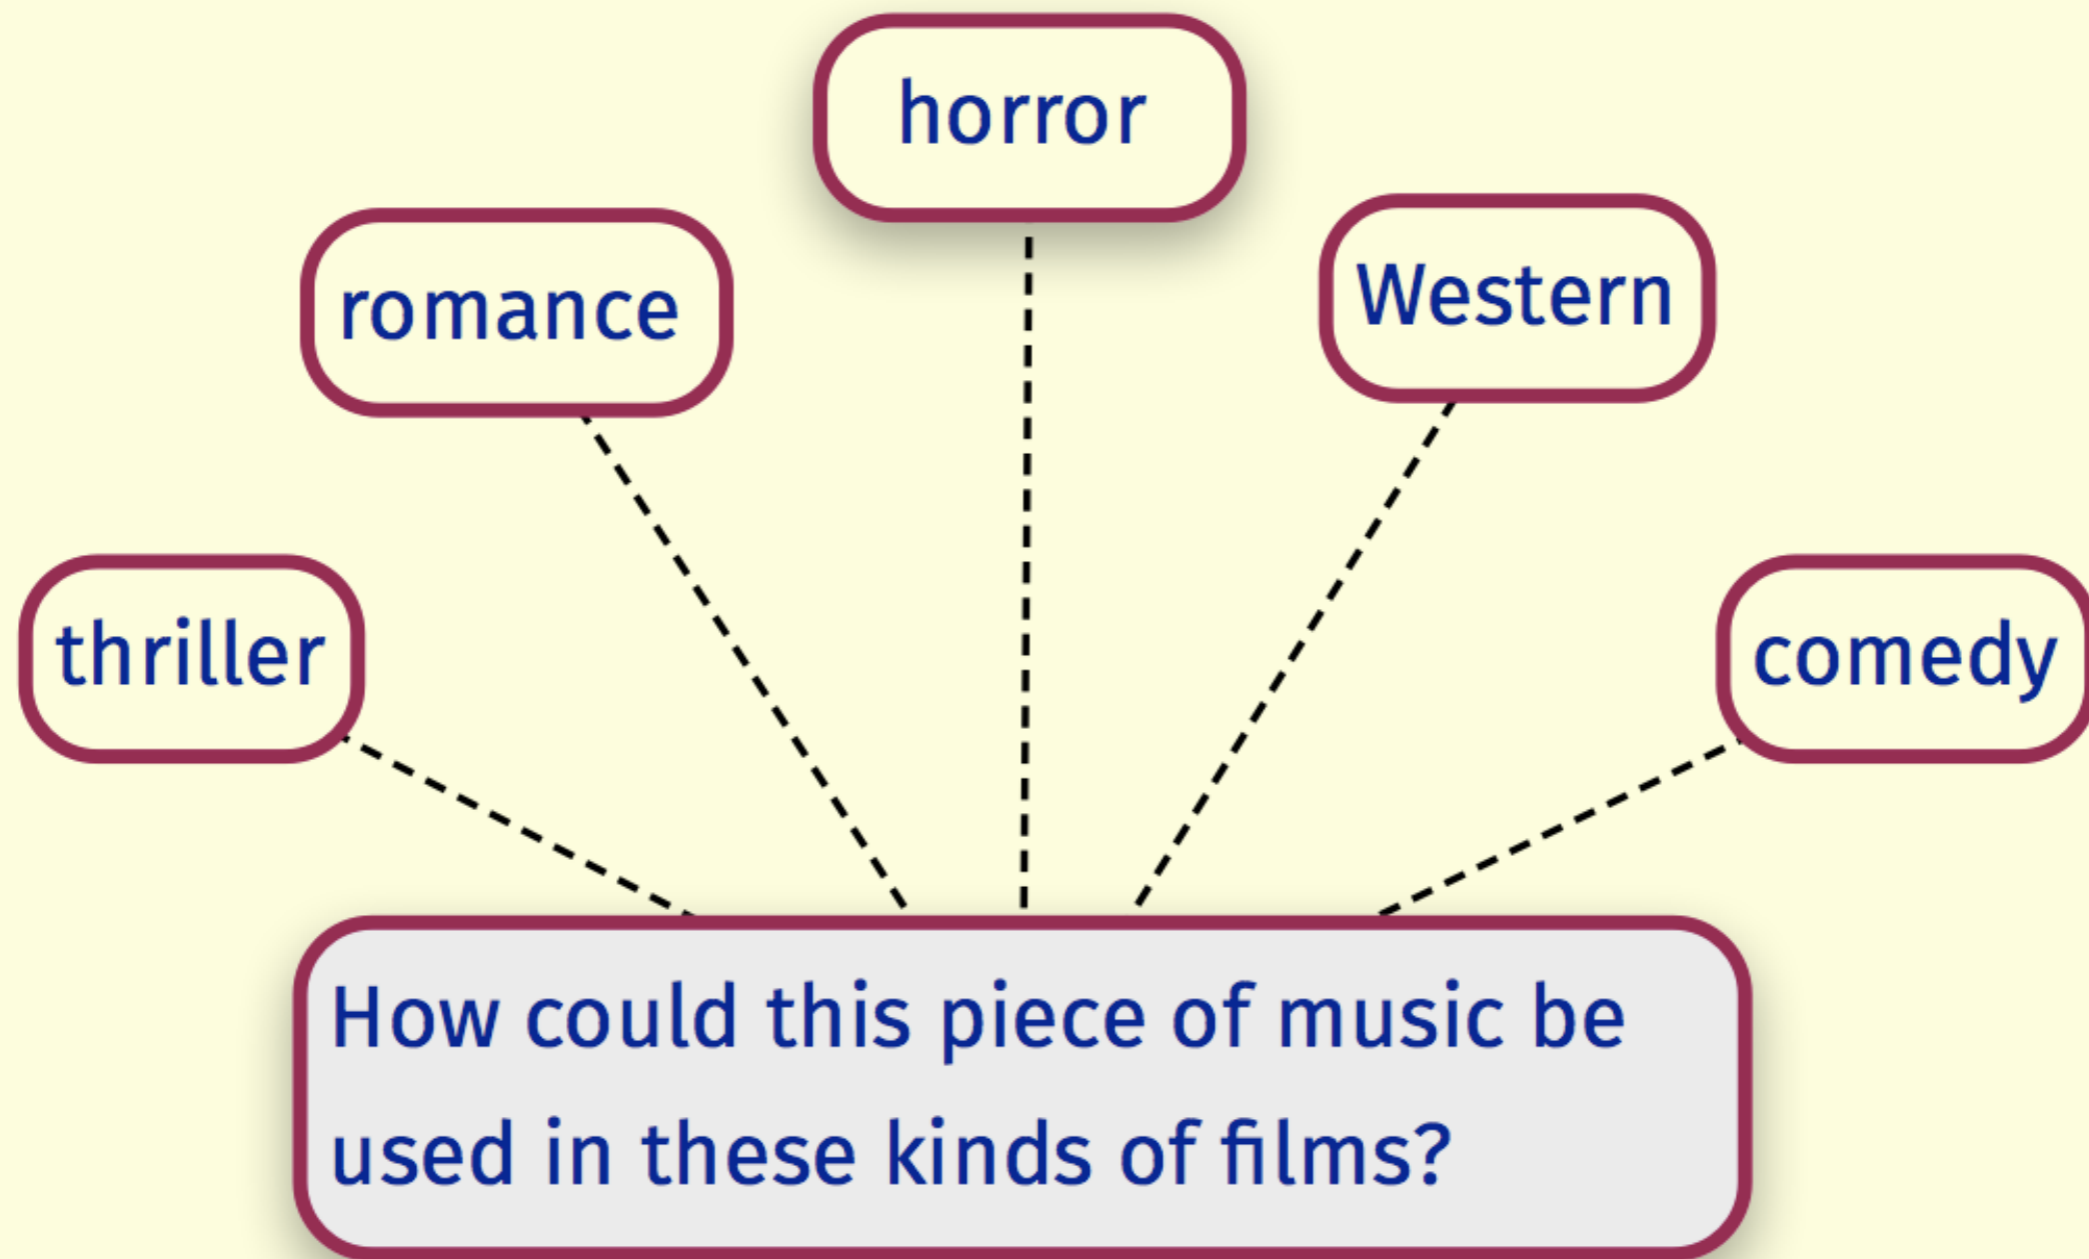 horror
romance
Western
thriller
comedy
How could this piece of music be
used in these kinds of films?